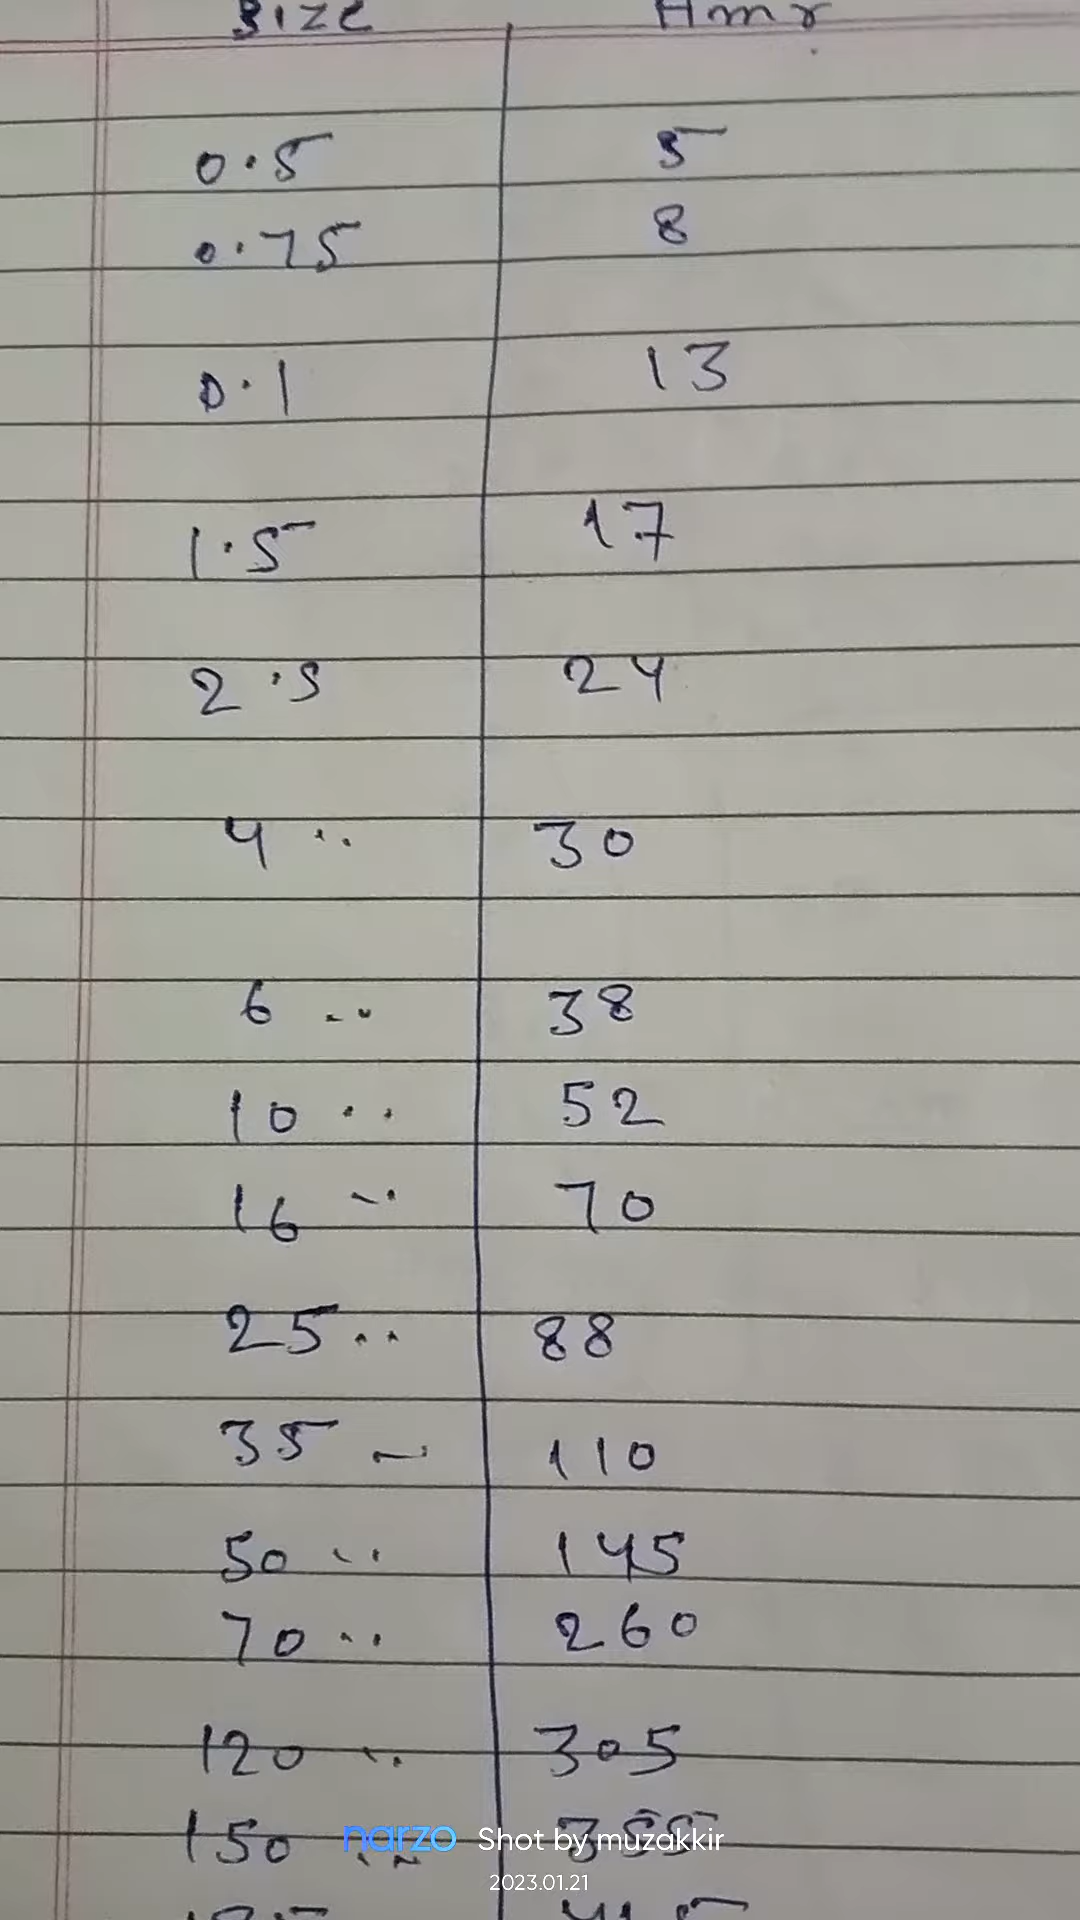 Size Amr
0.5 5
0.75 8
0.1 13
1.5 17
2.5 24
4 .. 30
6 .. 38
10 .. 52
16 .. 70
25 .. 88
35 .. 110
50 .. 145
70 .. 260
120 .. 305
150 .. 355
narzo Shot by muzakkir
2023.01.21